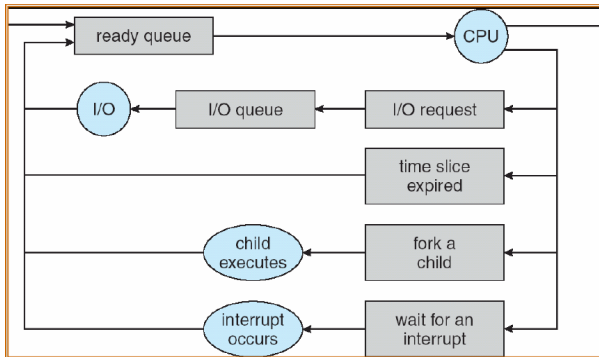 ready queue
CPU
I/O
I/O queue
I/O request
time slice
expired
child
executes
fork a
child
interrupt
occurs
wait for an
interrupt